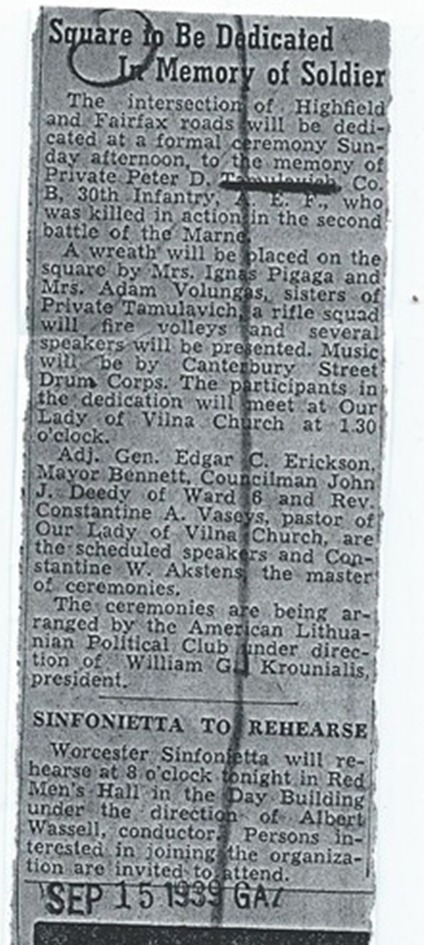 Square to Be Dedicated
In Memory of Soldier
The intersection of Highfield
and Fairfax roads will be dedi-
cated at a formal ceremony Sun-
day afternoon, to the memory of
Private Peter D. Tamulavich, Co.
B, 30th Infantry, A. E. F., who
was killed in action in the second
battle of the Marne.
A wreath will be placed on the
square by Mrs. Ignas Pigaga and
Mrs. Adam Volungas, sisters of
Private Tamulavich, a rifle squad
will fire volleys and several
speakers will be presented. Music
will be by Canterbury Street
Drum Corps. The participants in
the dedication will meet at Our
Lady of Vilna Church at 1.30
o'clock.
Adj. Gen. Edgar C. Erickson,
Mayor Bennett, Councilman John
J. Deedy of Ward 6 and Rev.
Constantine A. Vaseys, pastor of
Our Lady of Vilna Church, are
the scheduled speakers and Con-
stantine W. Akstens, the master
of ceremonies.
The ceremonies are being ar-
ranged by the American Lithua-
nian Political Club under direc-
tion of William G. Krounialis,
president.
SINFONIETTA TO REHEARSE
Worcester Sinfonietta will re-
hearse at 8 o'clock tonight in Red
Men's Hall in the Day Building
under the direction of Albert
Wassell, conductor. Persons in-
terested in joining the organiza-
tion are invited to attend.
SEP 15 1939 GAZ